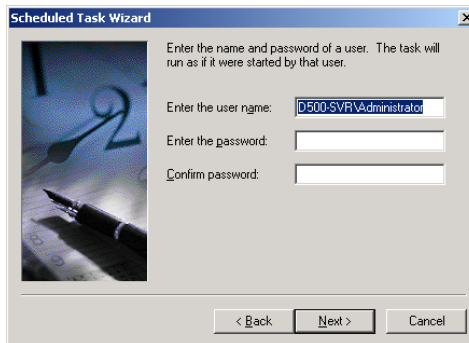 Scheduled Task Wizard
Enter the name and password of a user. The task will
run as if it were started by that user.
Enter the user name:
D500-SVR\Administrator
Enter the password:
Confirm password:
< Back
Next >
Cancel